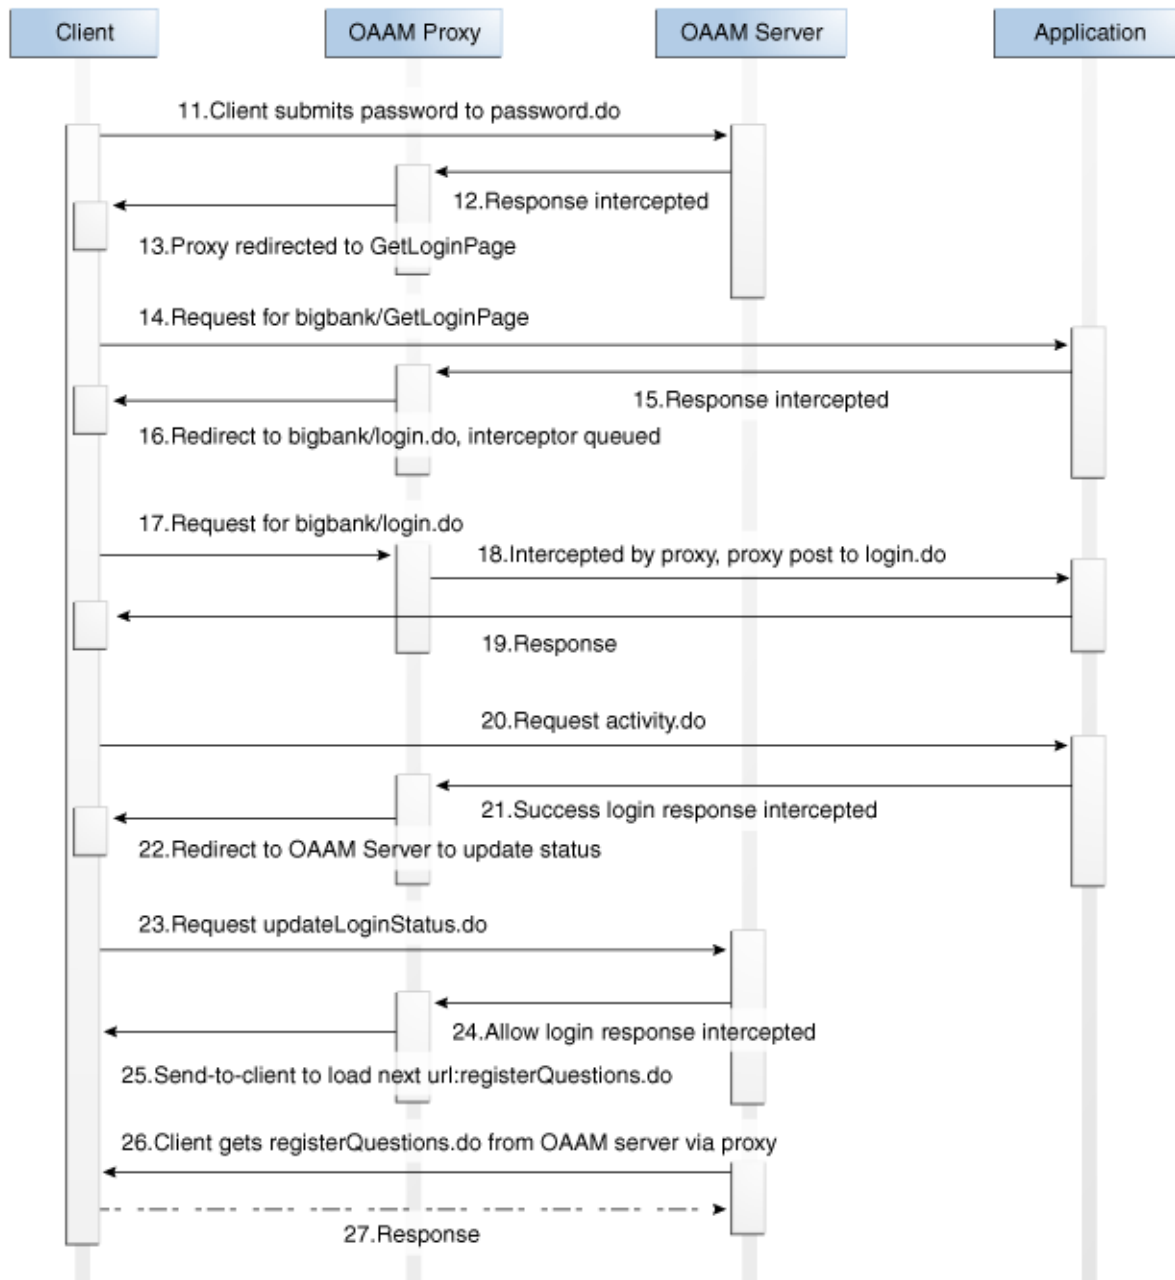 Client
OAAM Proxy
OAAM Server
Application
11.Client submits password to password.do
12.Response intercepted
13.Proxy redirected to GetLoginPage
14.Request for bigbank/GetLoginPage
15.Response intercepted
16.Redirect to bigbank/login.do, interceptor queued
17.Request for bigbank/login.do
18.Intercepted by proxy, proxy post to login.do
19.Response
20.Request activity.do
21.Success login response intercepted
22.Redirect to OAAM Server to update status
23.Request updateLoginStatus.do
24.Allow login response intercepted
25.Send-to-client to load next url:registerQuestions.do
26.Client gets registerQuestions.do from OAAM server via proxy
27.Response